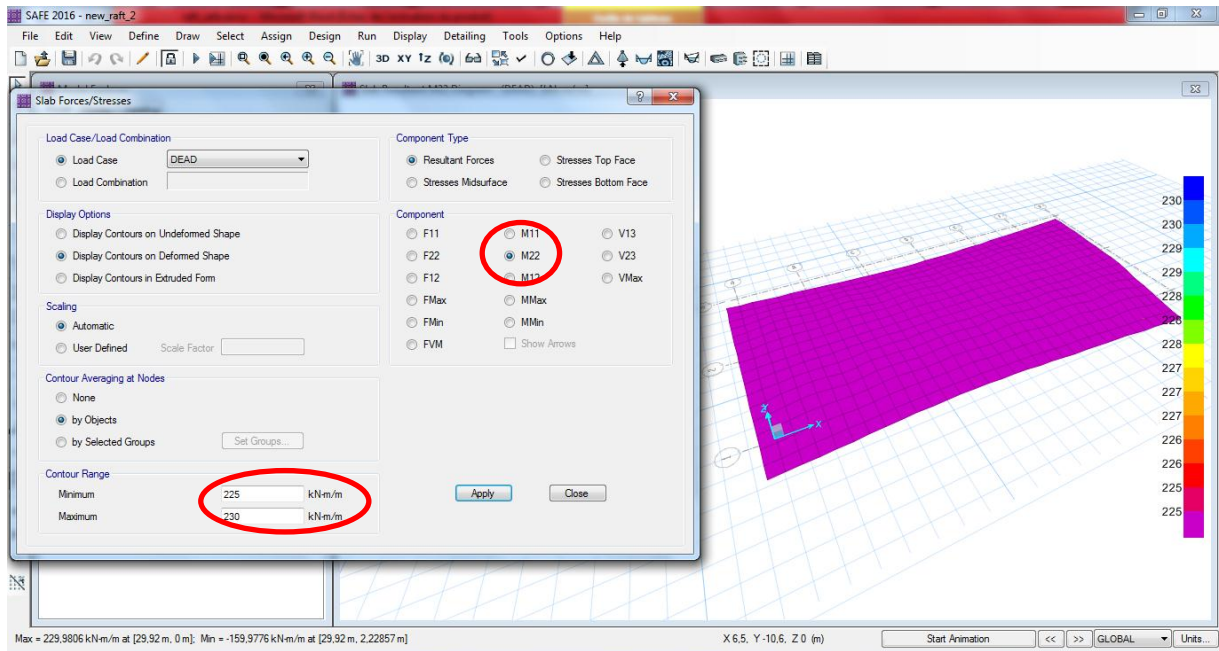 SAFE 2016 - new_raft_2
File Edit View Define Draw Select Assign Design Run Display Detailing Tools Options Help
3D XY
Slab Forces/Stresses
Load Case/Load Combination
Load Case DEAD
Load Combination
Display Options
Display Contours on Undeformed Shape
Display Contours on Deformed Shape
Display Contours in Extruded Form
Scaling
Automatic
User Defined Scale Factor
Contour Averaging at Nodes
None
by Objects
by Selected Groups Set Groups...
Contour Range
Minimum 225 kN-m/m
Maximum 230 kN-m/m
Component Type
Resultant Forces Stresses Top Face
Stresses Midsurface Stresses Bottom Face
Component
F11 M11 V13
F22 M22 V23
F12 M12 VMax
FMax MMax
FMin MMin
FVM Show Arrows
Apply Close
X
230
230
229
229
228
228
228
227
227
227
226
226
225
225
Max = 229,9806 kN-m/m at [29,92 m, 0 m]; Min = -159,9776 kN-m/m at [29,92 m, 2,22857 m] X 6,5, Y -10,6, Z 0 (m) Start Animation << >> GLOBAL Units...